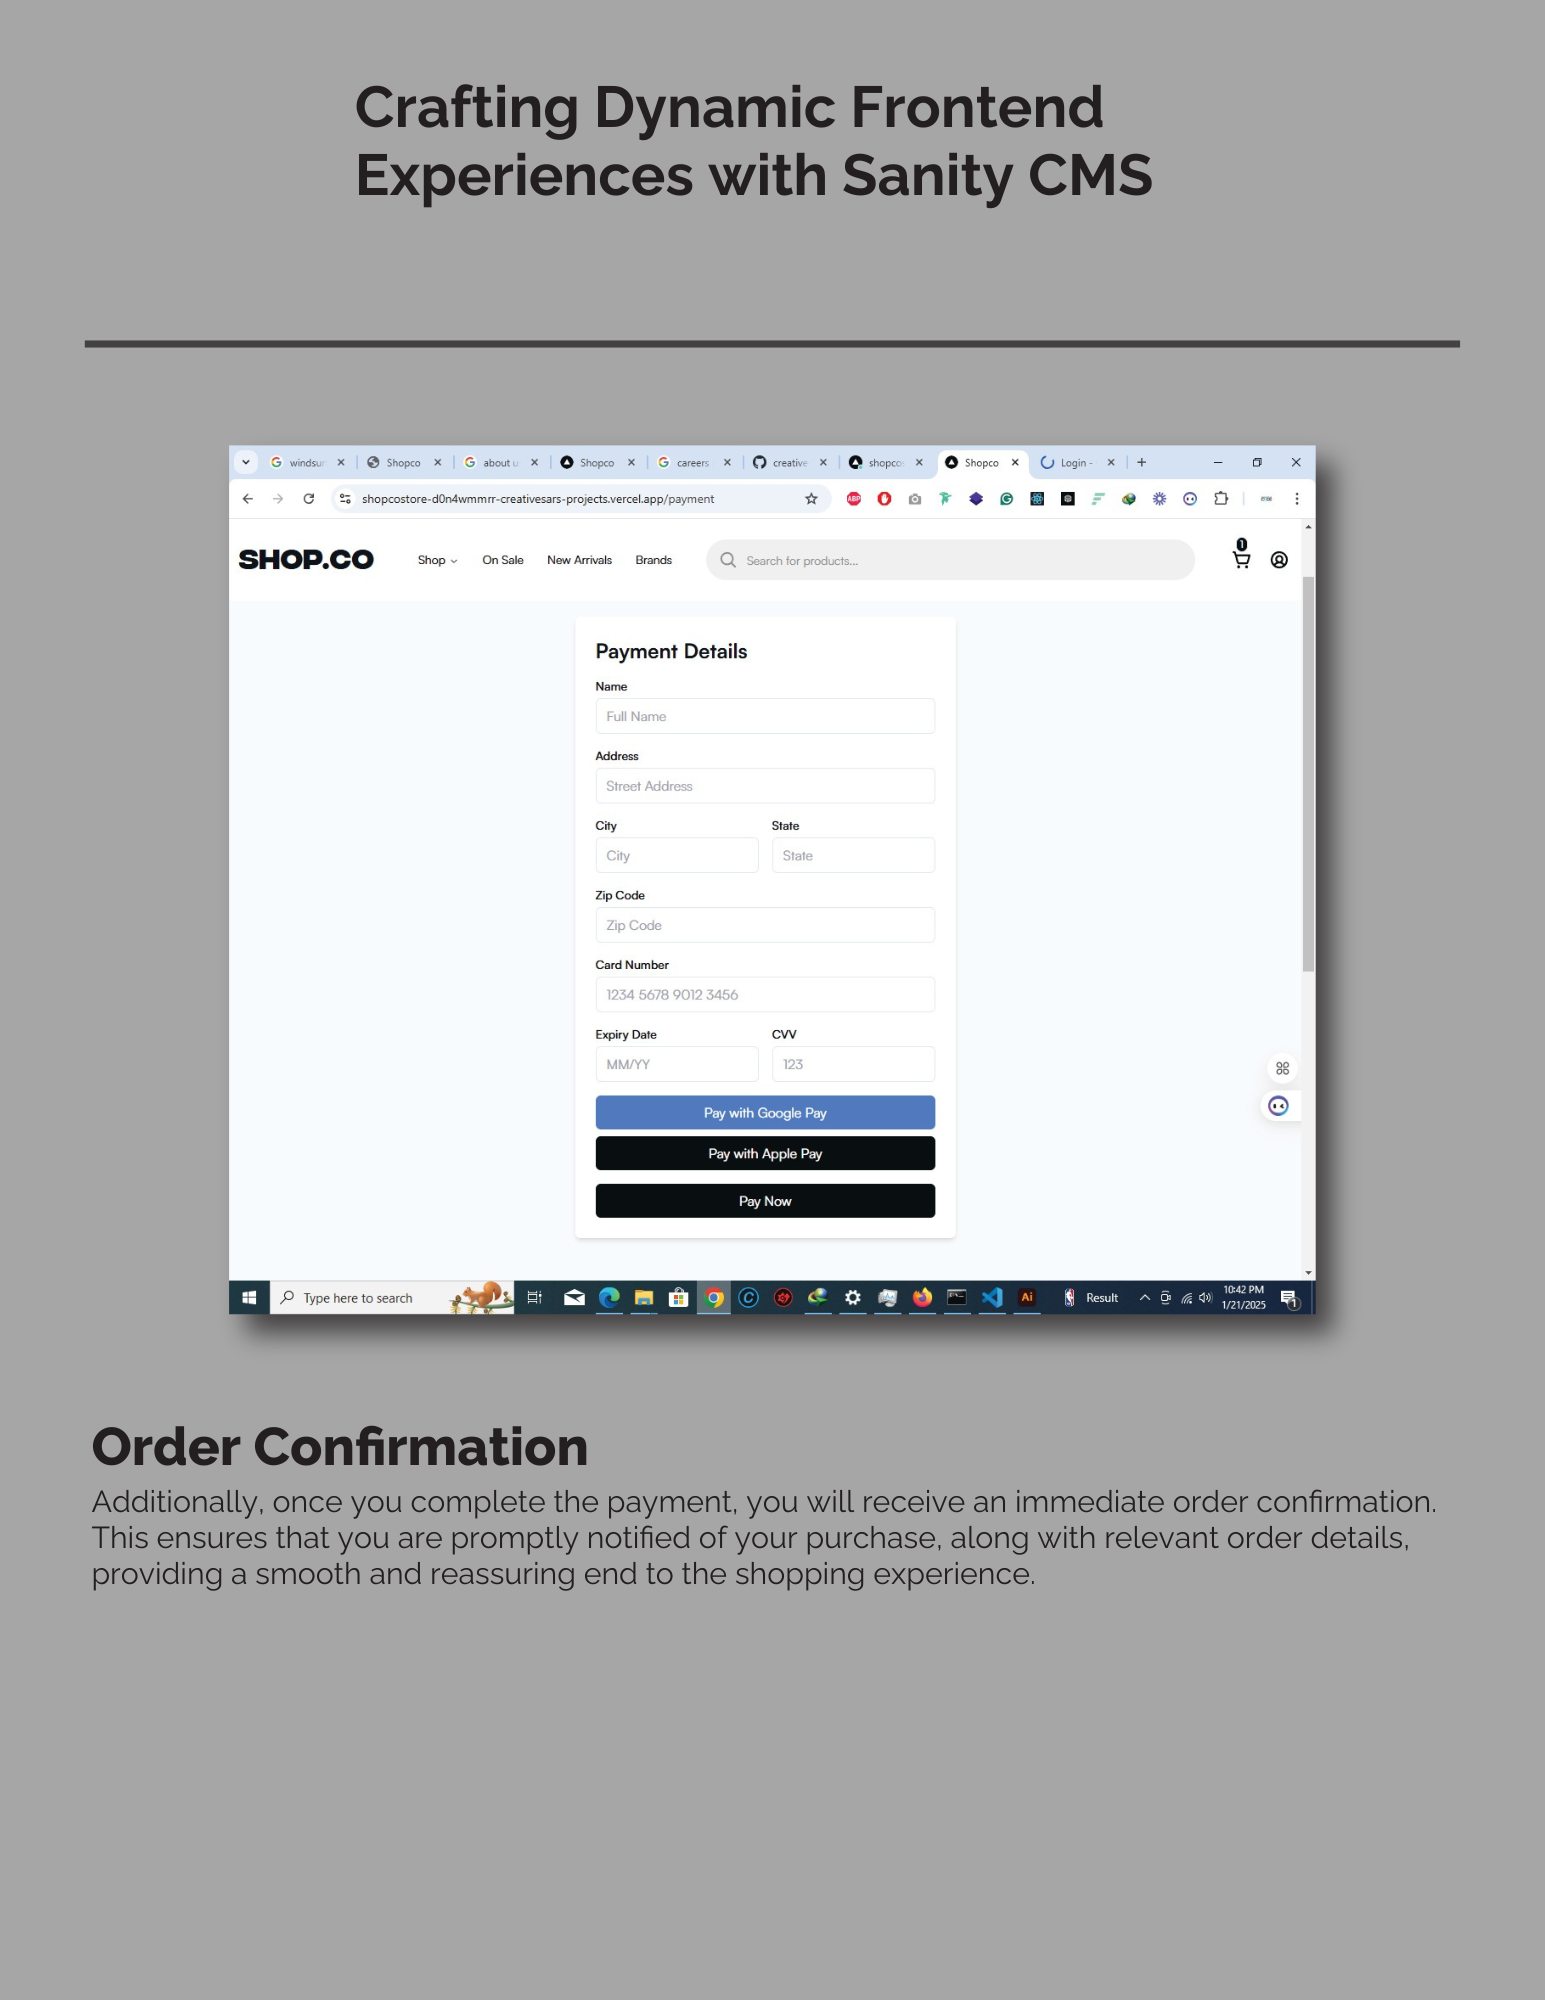 Crafting Dynamic Frontend
Experiences with Sanity CMS
windsur
Shopco
about u
Shopco
careers
creative
shopco
Shopco
Login -
shopcostore-d0n4wmmrr-creativesars-projects.vercel.app/payment
ABP
SHOP.CO
Shop
On Sale
New Arrivals
Brands
Search for products...
1
Payment Details
Name
Full Name
Address
Street Address
City
State
City
State
Zip Code
Zip Code
Card Number
1234 5678 9012 3456
Expiry Date
CVV
MM/YY
123
Pay with Google Pay
Pay with Apple Pay
Pay Now
Type here to search
Ai
Result
10:42 PM
1/21/2025
1
Order Confirmation
Additionally, once you complete the payment, you will receive an immediate order confirmation.
This ensures that you are promptly notified of your purchase, along with relevant order details,
providing a smooth and reassuring end to the shopping experience.